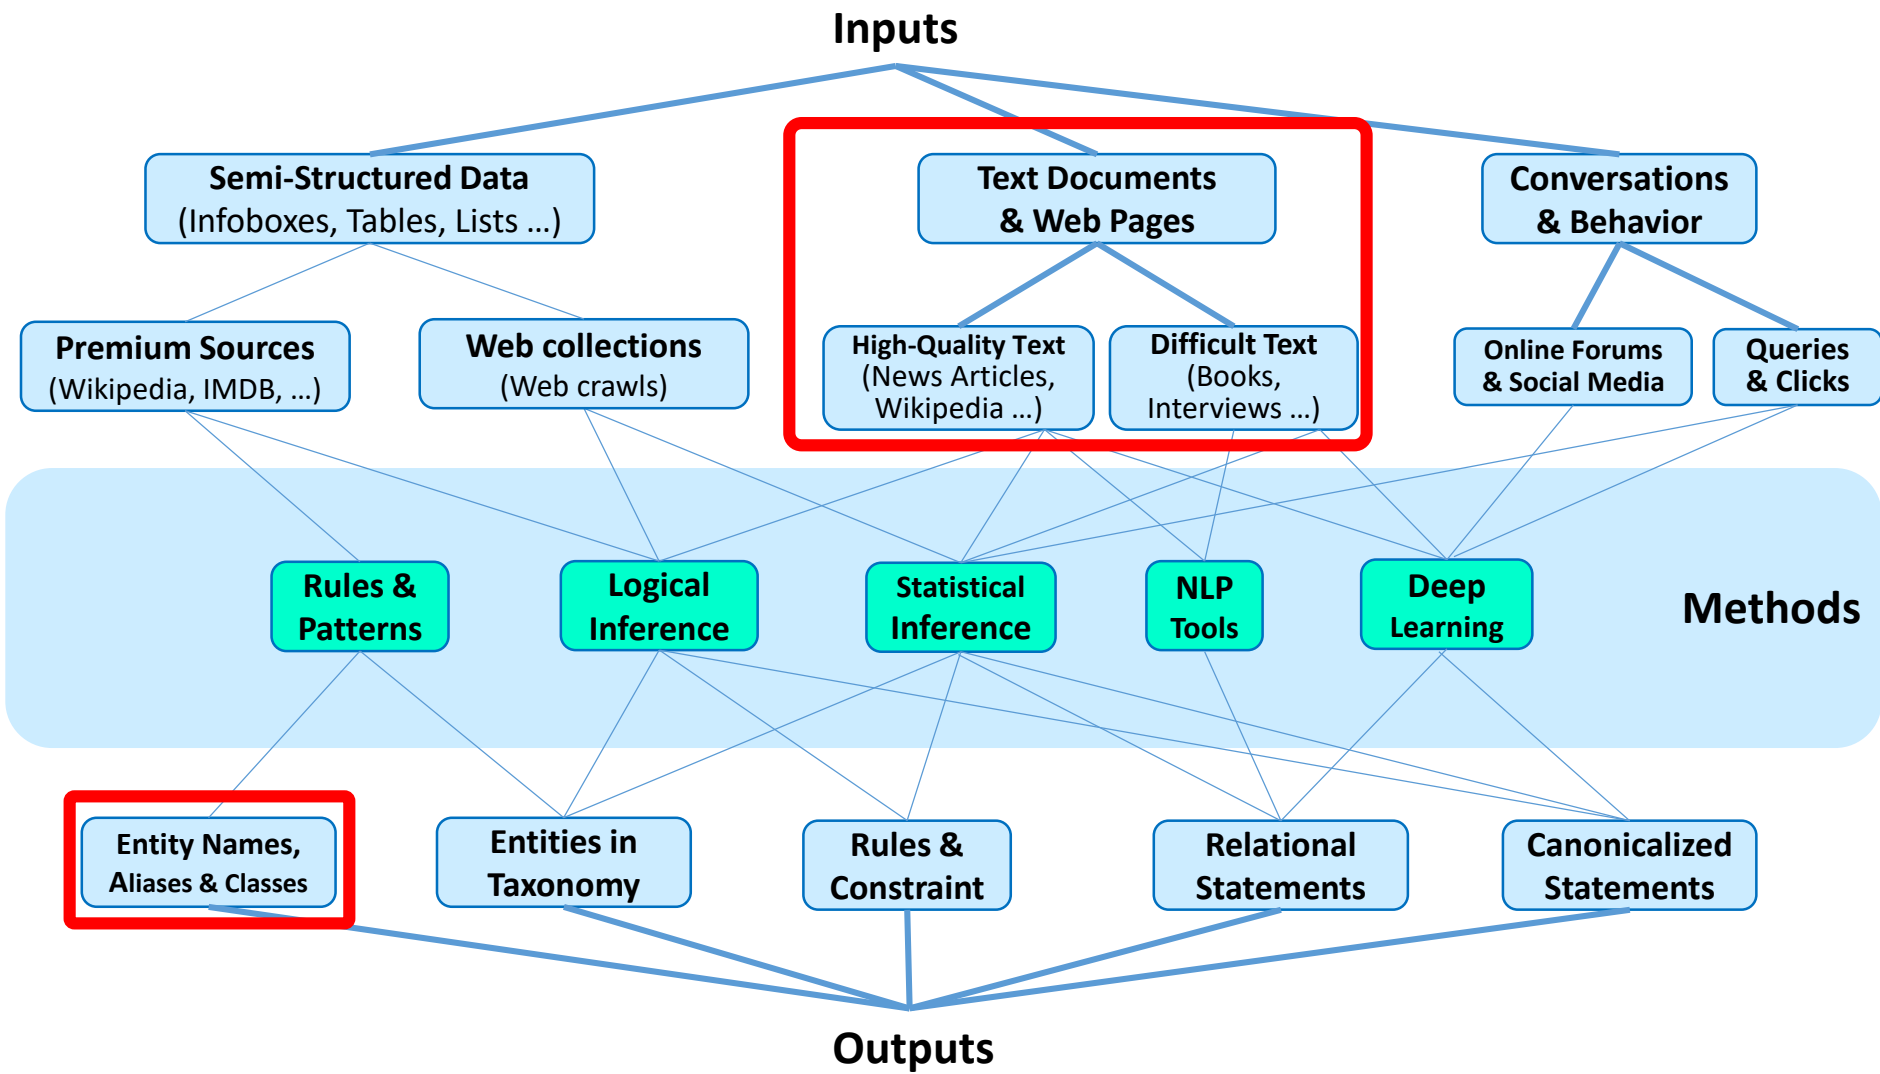 Inputs
Semi-Structured Data
(Infoboxes, Tables, Lists ...)
Text Documents
& Web Pages
Conversations
& Behavior
Premium Sources
(Wikipedia, IMDB, ...)
Web collections
(Web crawls)
High-Quality Text
(News Articles,
Wikipedia ...)
Difficult Text
(Books,
Interviews ...)
Online Forums
& Social Media
Queries
& Clicks
Rules &
Patterns
Logical
Inference
Statistical
Inference
NLP
Tools
Deep
Learning
Methods
Entity Names,
Aliases & Classes
Entities in
Taxonomy
Rules &
Constraint
Relational
Statements
Canonicalized
Statements
Outputs